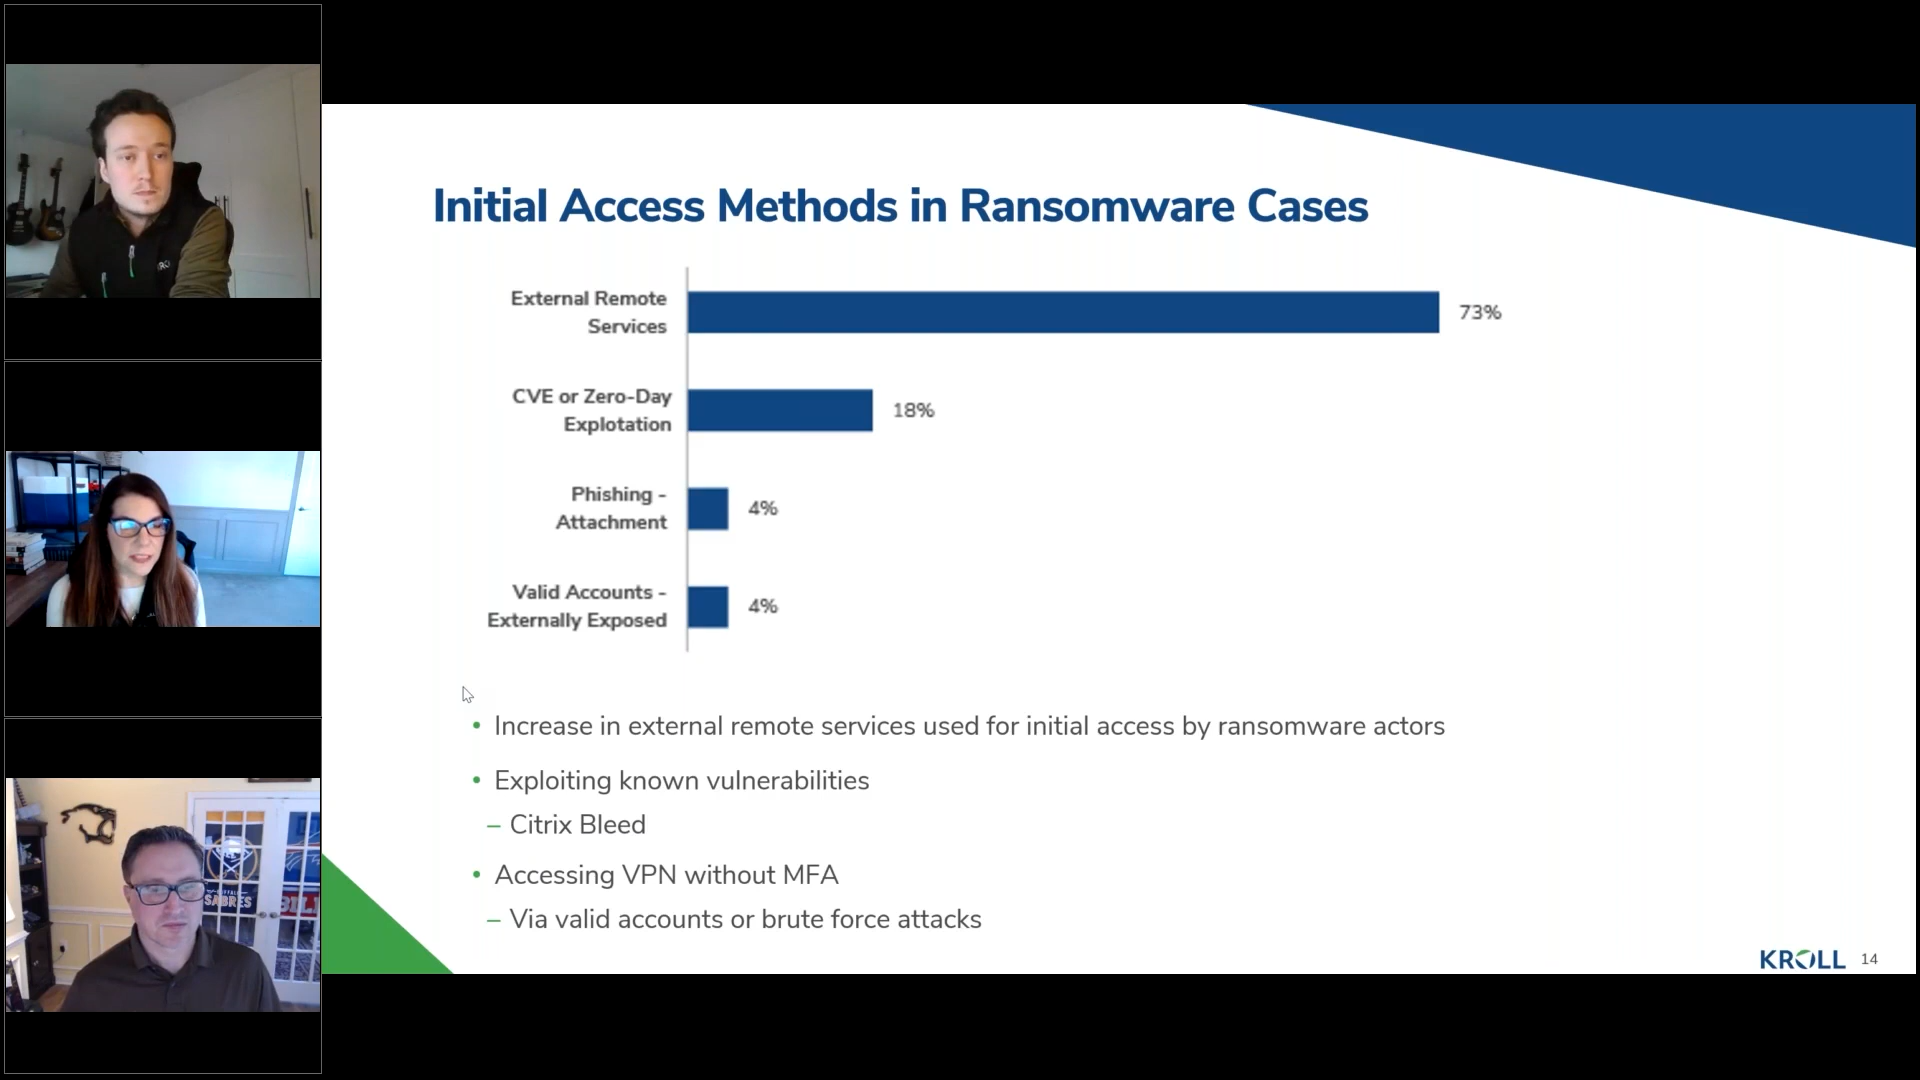 Initial Access Methods in Ransomware Cases
External Remote
Services
73%
CVE or Zero-Day
Explotation
18%
Phishing -
Attachment
4%
Valid Accounts -
Externally Exposed
4%
• Increase in external remote services used for initial access by ransomware actors
• Exploiting known vulnerabilities
– Citrix Bleed
• Accessing VPN without MFA
– Via valid accounts or brute force attacks
KROLL 14
SABRES